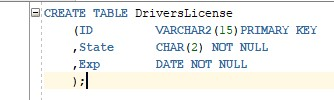 CREATE TABLE DriversLicense
(ID VARCHAR2(15)PRIMARY KEY
,State CHAR(2) NOT NULL
,Exp DATE NOT NULL
);